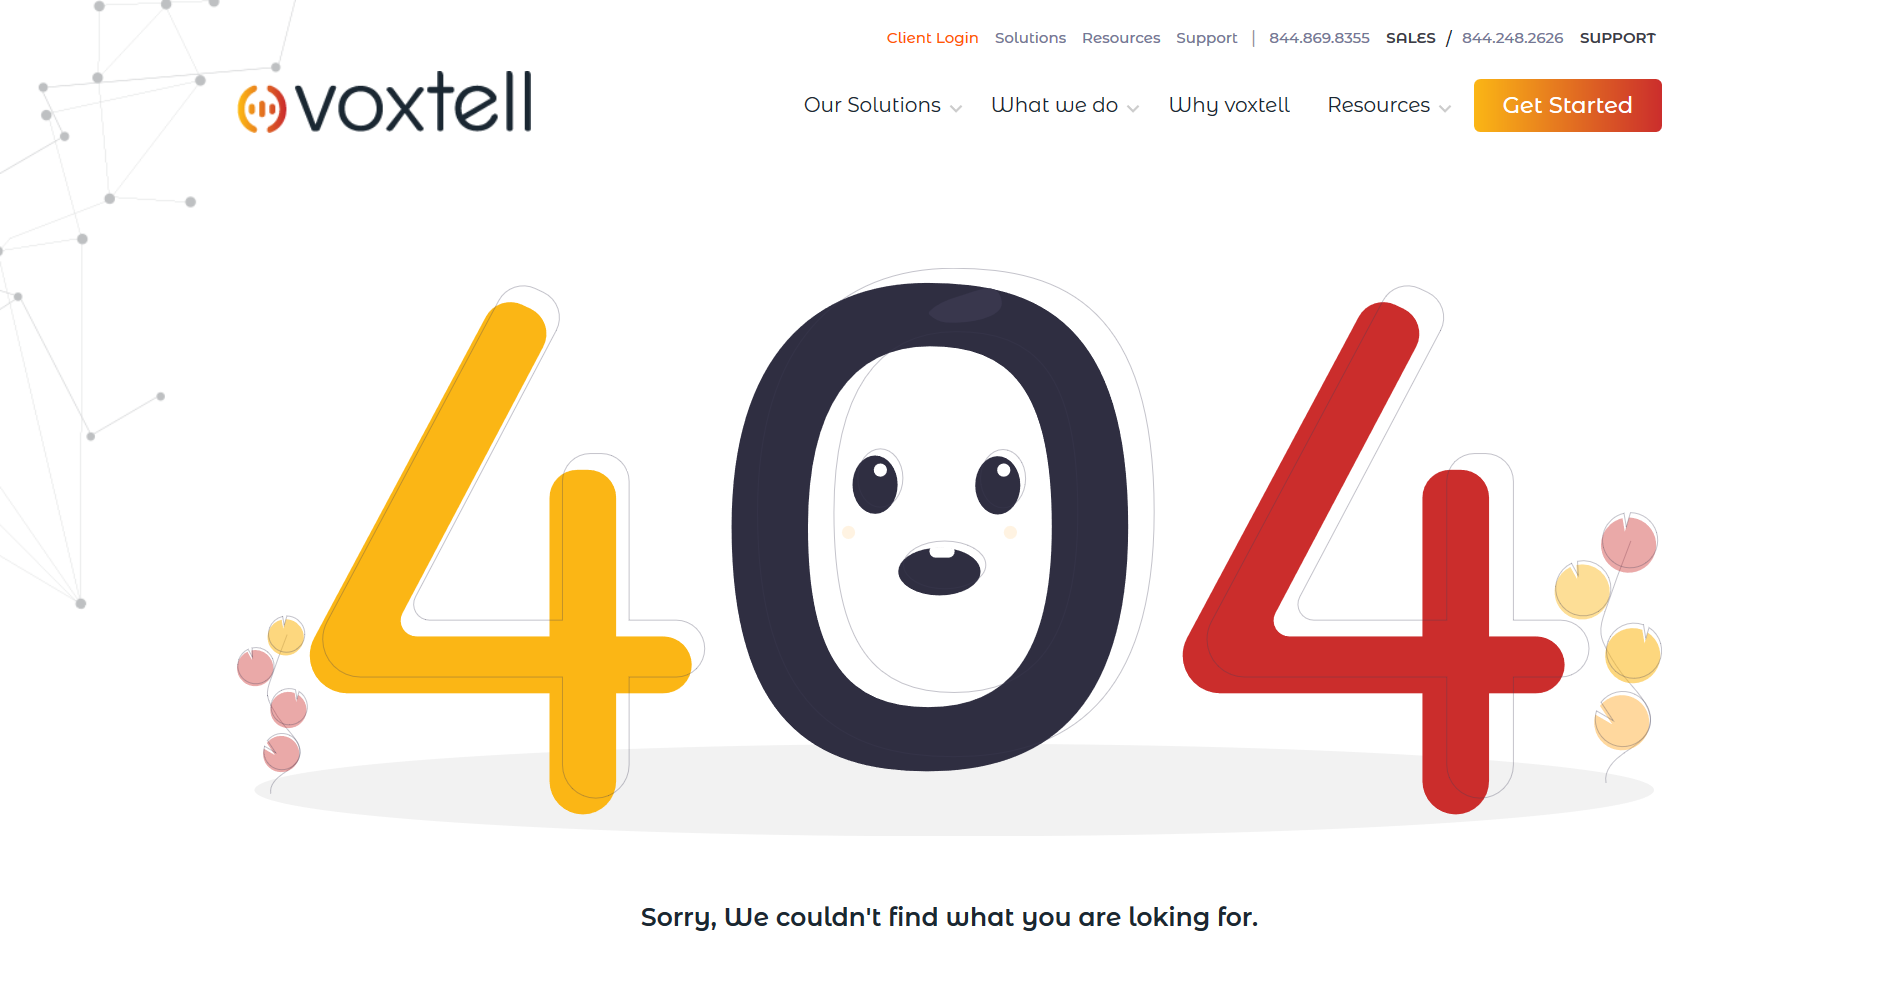 Client Login Solutions Resources Support | 844.869.8355 SALES / 844.248.2626 SUPPORT
voxtell
Our Solutions What we do Why voxtell Resources Get Started
404
Sorry, We couldn't find what you are loking for.